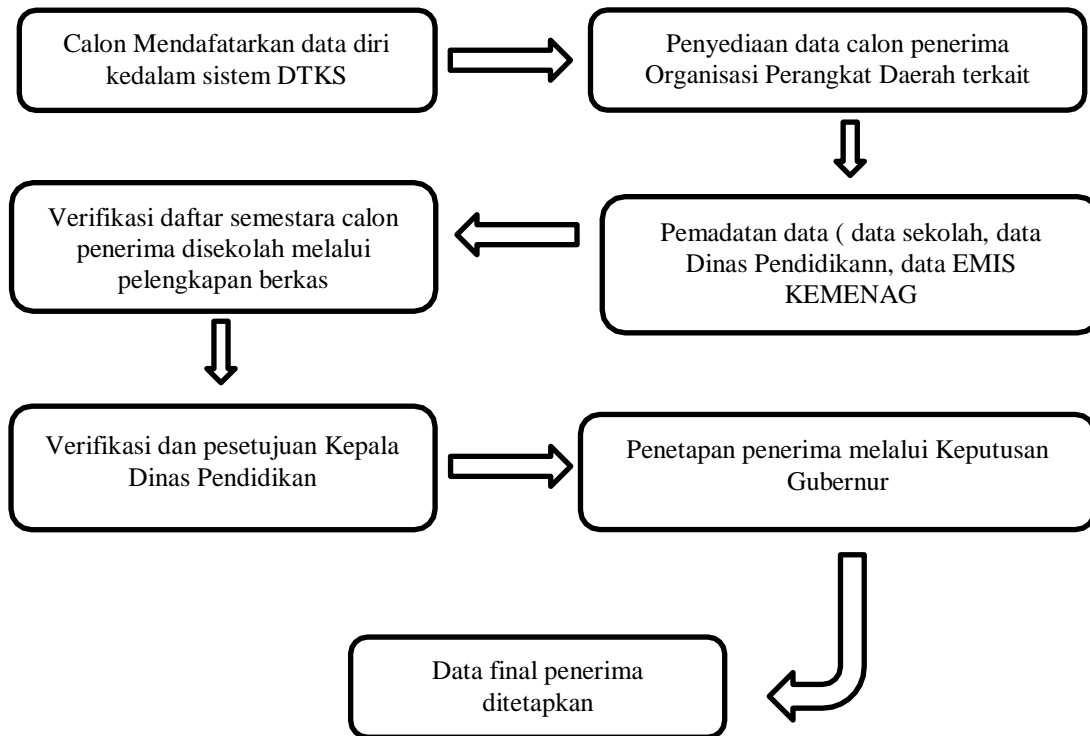 Calon Mendafatarkan data diri
kedalam sistem DTKS
Penyediaan data calon penerima
Organisasi Perangkat Daerah terkait
Pemadatan data ( data sekolah, data
Dinas Pendidikann, data EMIS
KEMENAG
Verifikasi daftar semestara calon
penerima disekolah melalui
pelengkapan berkas
Verifikasi dan pesetujuan Kepala
Dinas Pendidikan
Penetapan penerima melalui Keputusan
Gubernur
Data final penerima
ditetapkan